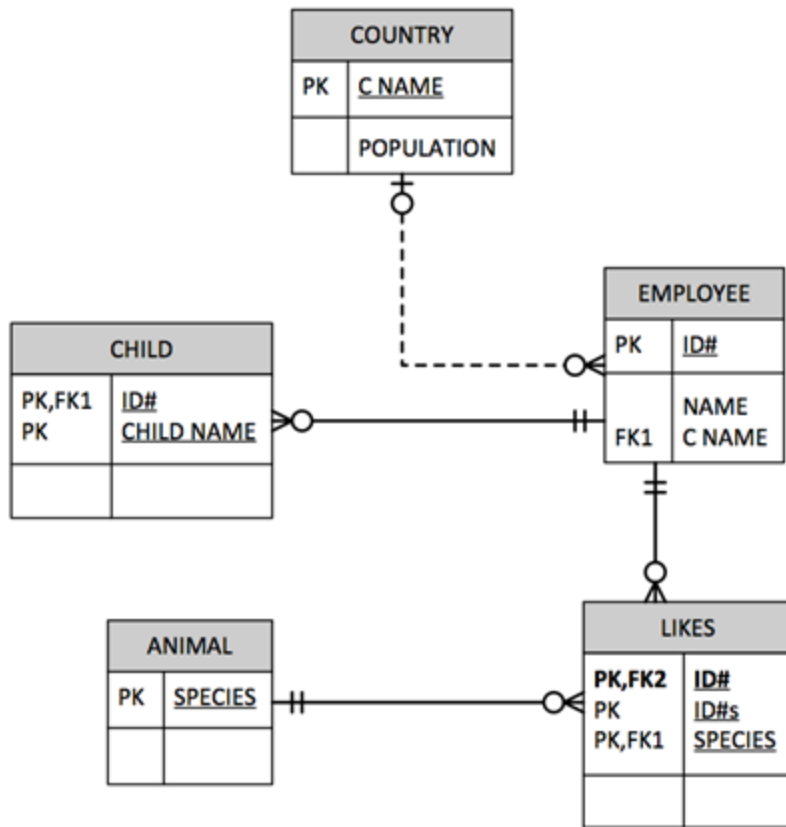 COUNTRY
PK C NAME
POPULATION
EMPLOYEE
PK ID#
NAME
FK1 C NAME
CHILD
PK,FK1 ID#
PK CHILD NAME
ANIMAL
PK SPECIES
LIKES
PK,FK2 ID#
PK ID#s
PK,FK1 SPECIES